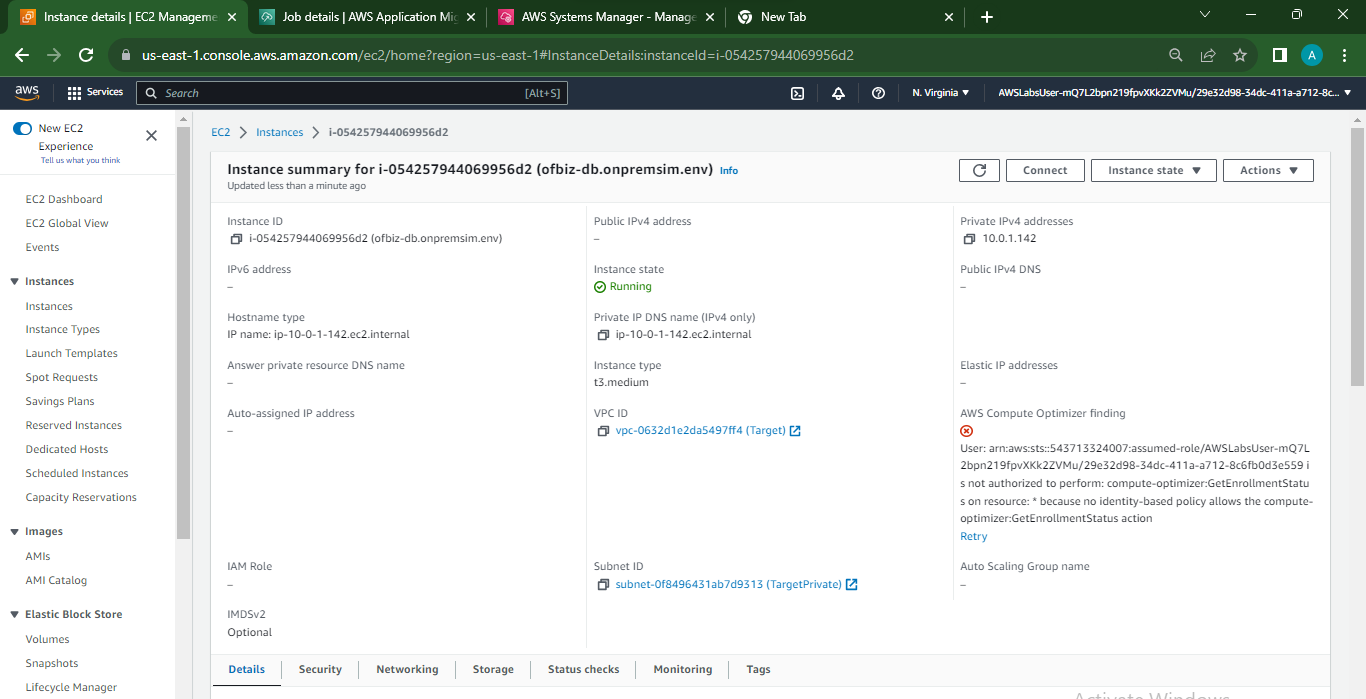 Instance details | EC2 Manageme
Job details | AWS Application Mig
AWS Systems Manager - Manage
New Tab
us-east-1.console.aws.amazon.com/ec2/home?region=us-east-1#InstanceDetails:instanceId=i-054257944069956d2
A
aws
Services
Search
[Alt+S]
N. Virginia
AWSLabsUser-mQ7L2bpn219fpvXKk2ZVMu/29e32d98-34dc-411a-a712-8c...
New EC2
Experience
Tell us what you think
EC2 Dashboard
EC2 Global View
Events
Instances
Instances
Instance Types
Launch Templates
Spot Requests
Savings Plans
Reserved Instances
Dedicated Hosts
Scheduled Instances
Capacity Reservations
Images
AMIs
AMI Catalog
Elastic Block Store
Volumes
Snapshots
Lifecycle Manager
EC2 > Instances > i-054257944069956d2
Instance summary for i-054257944069956d2 (ofbiz-db.onpremsim.env) Info
Updated less than a minute ago
Connect
Instance state
Actions
Instance ID
i-054257944069956d2 (ofbiz-db.onpremsim.env)
Public IPv4 address
–
Private IPv4 addresses
10.0.1.142
IPv6 address
–
Instance state
Running
Public IPv4 DNS
–
Hostname type
IP name: ip-10-0-1-142.ec2.internal
Private IP DNS name (IPv4 only)
ip-10-0-1-142.ec2.internal
Answer private resource DNS name
–
Instance type
t3.medium
Elastic IP addresses
–
Auto-assigned IP address
–
VPC ID
vpc-0632d1e2da5497ff4 (Target)
AWS Compute Optimizer finding
User: arn:aws:sts::543713324007:assumed-role/AWSLabsUser-mQ7L
2bpn219fpvXKk2ZVMu/29e32d98-34dc-411a-a712-8c6fb0d3e559 i
s not authorized to perform: compute-optimizer:GetEnrollmentStatu
s on resource: * because no identity-based policy allows the compute-
optimizer:GetEnrollmentStatus action
Retry
IAM Role
–
Subnet ID
subnet-0f8496431ab7d9313 (TargetPrivate)
Auto Scaling Group name
–
IMDSv2
Optional
Details
Security
Networking
Storage
Status checks
Monitoring
Tags
Activate Windows